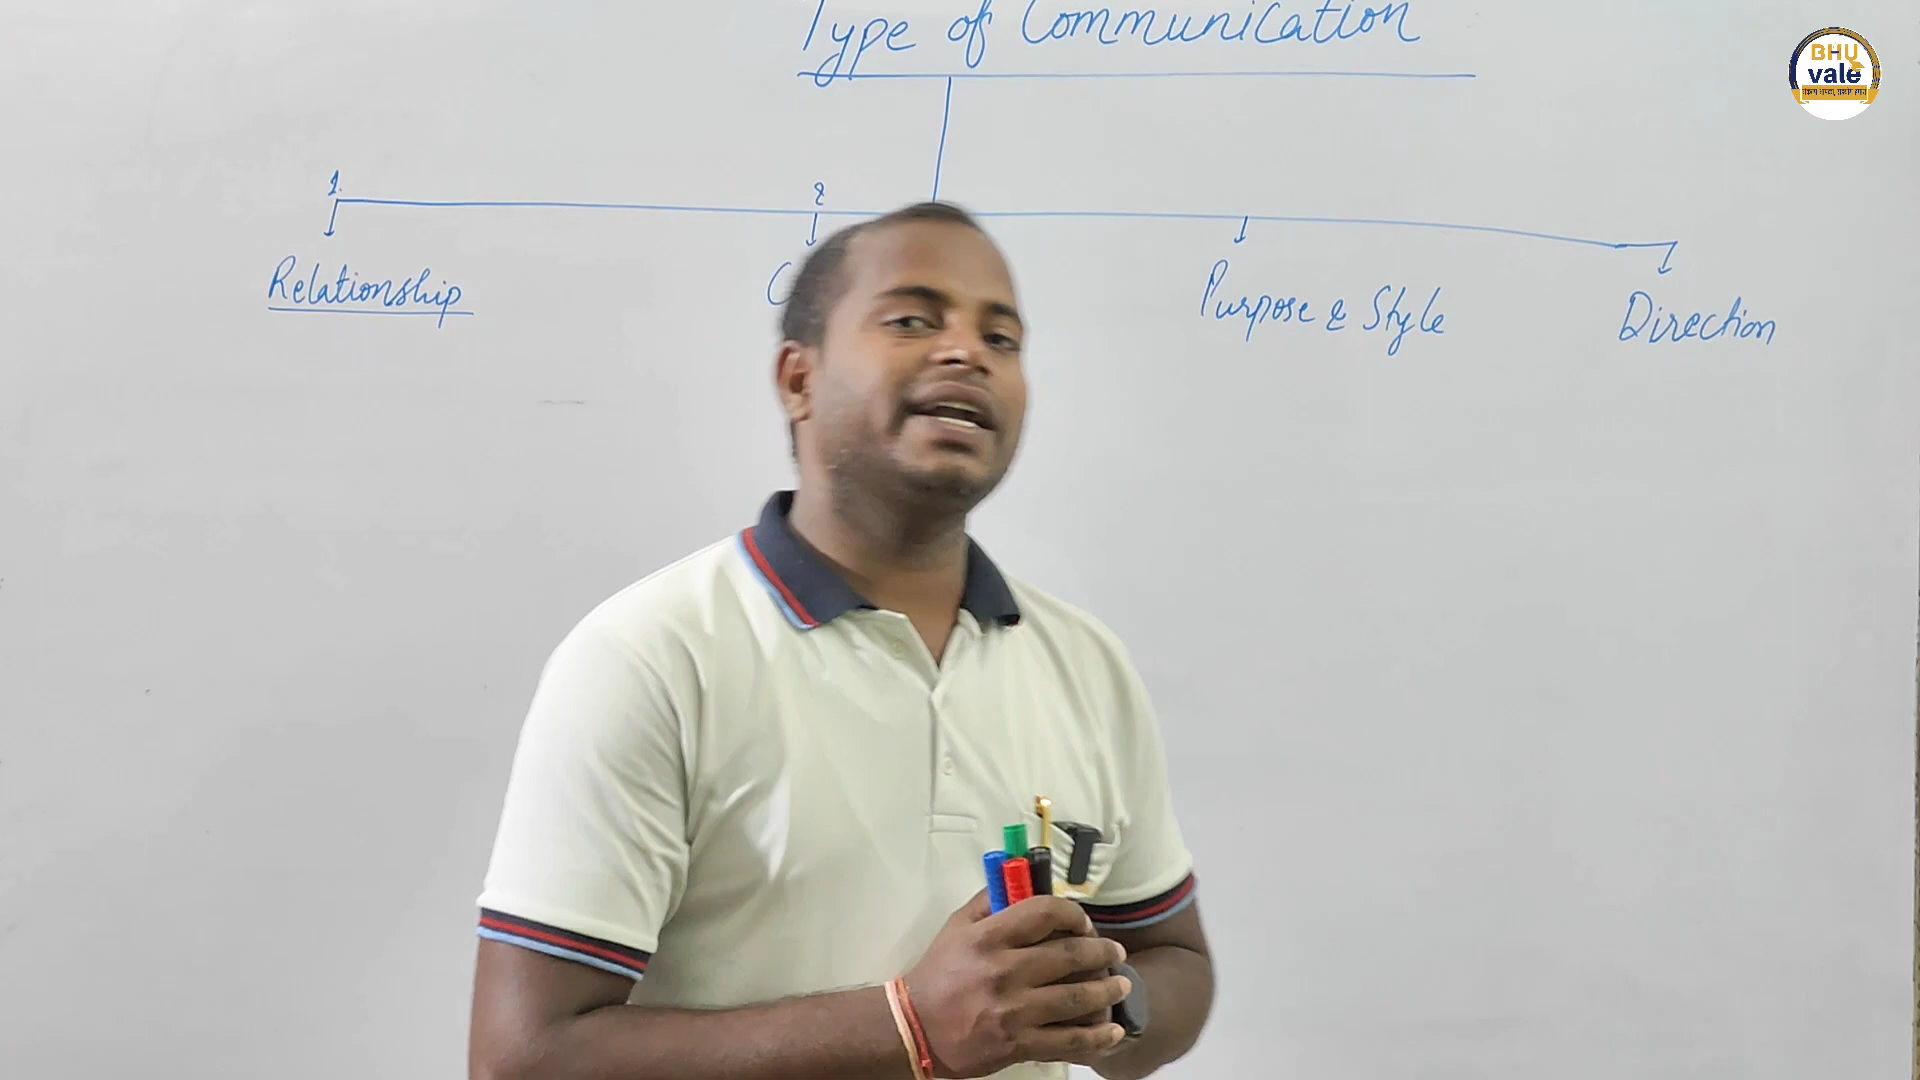 Type of Communication
1.
2
Relationship
C
Purpose & Style
Direction
BHU
vale